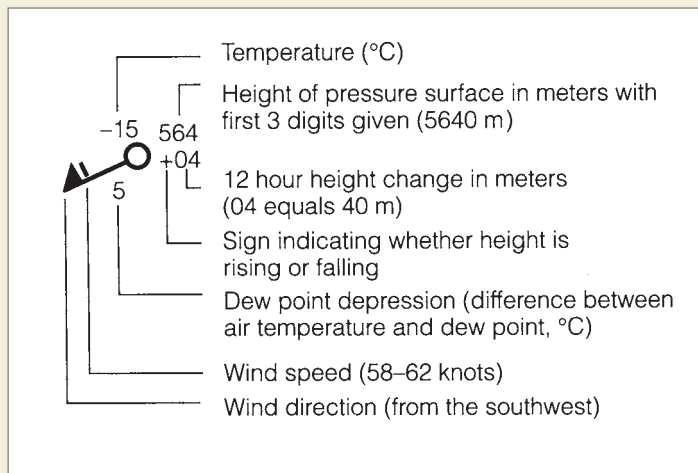 Temperature (°C)
Height of pressure surface in meters with
first 3 digits given (5640 m)
–15 564
+04
5
12 hour height change in meters
(04 equals 40 m)
Sign indicating whether height is
rising or falling
Dew point depression (difference between
air temperature and dew point, °C)
Wind speed (58–62 knots)
Wind direction (from the southwest)